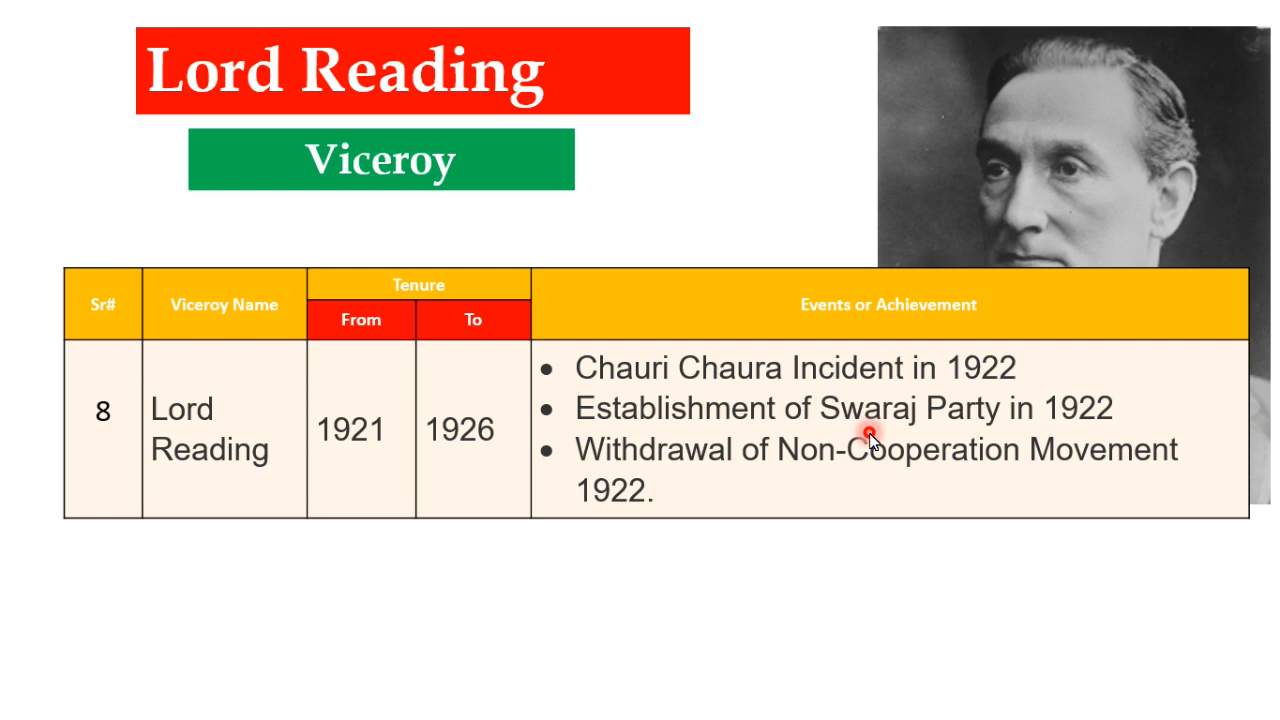 Lord Reading
Viceroy
Sr#
Viceroy Name
Tenure
From
To
Events or Achievement
8
Lord
Reading
1921
1926
• Chauri Chaura Incident in 1922
• Establishment of Swaraj Party in 1922
• Withdrawal of Non-Cooperation Movement
1922.